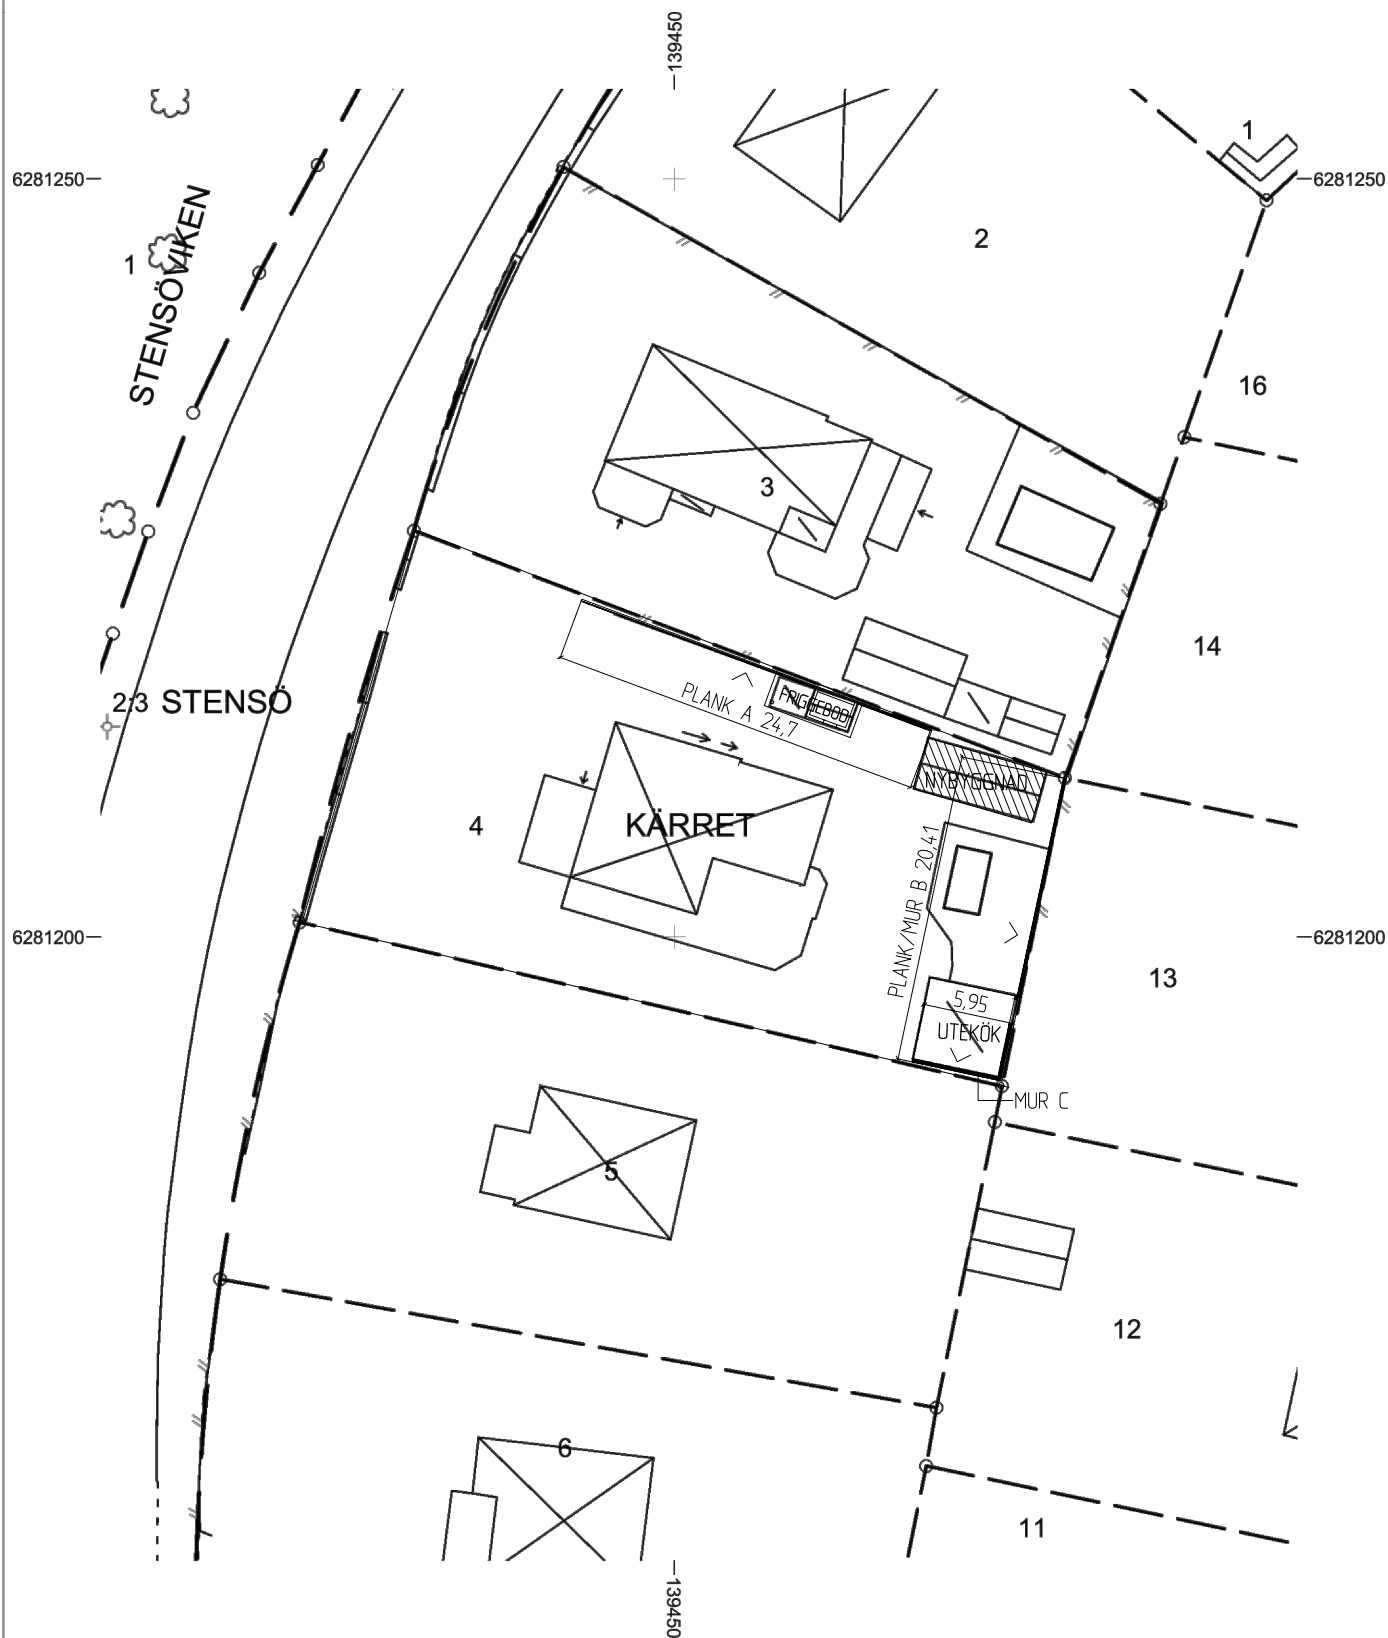 139450
1
6281250
6281250
2
STENSÖVIKEN
1
16
3
14
2:3 STENSÖ
PLANK A 24,7
FRIGGEBOD
NYBYGGNAD
4
KÄRRET
PLANK/MUR B 20,41
6281200
6281200
13
5,95
UTEKÖK
MUR C
5
12
6
11
139450